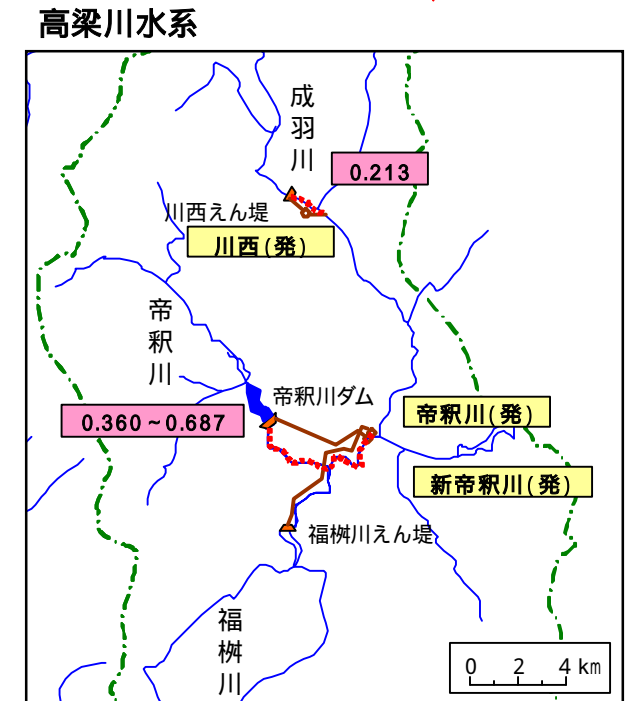 高梁川水系
成羽川
0.213
川西えん堤
川西(発)
帝釈川
帝釈川ダム
0.360～0.687
帝釈川(発)
新帝釈川(発)
福桝川えん堤
福桝川
0 2 4 km